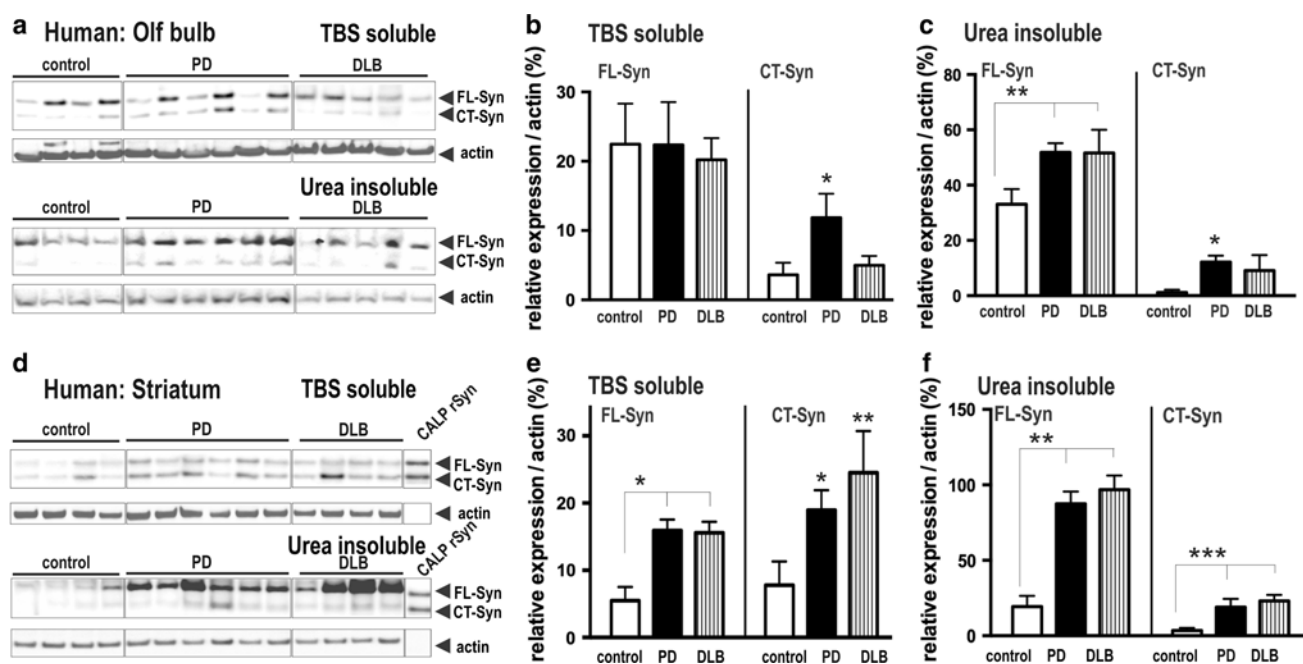 a
Human: Olf bulb TBS soluble
control PD DLB
FL-Syn
CT-Syn
actin
Urea insoluble
control PD DLB
FL-Syn
CT-Syn
actin
b
TBS soluble
relative expression / actin (%)
FL-Syn CT-Syn
30
20
10
0
*
control PD DLB control PD DLB
c
Urea insoluble
relative expression / actin (%)
FL-Syn CT-Syn
80
60
40
20
0
**
*
control PD DLB control PD DLB
d
Human: Striatum TBS soluble
control PD DLB CALP rSyn
FL-Syn
CT-Syn
actin
Urea insoluble
control PD DLB CALP rSyn
FL-Syn
CT-Syn
actin
e
TBS soluble
relative expression / actin (%)
FL-Syn CT-Syn
30
20
10
0
*
*
**
control PD DLB control PD DLB
f
Urea insoluble
relative expression / actin (%)
FL-Syn CT-Syn
150
100
50
0
**
***
control PD DLB control PD DLB